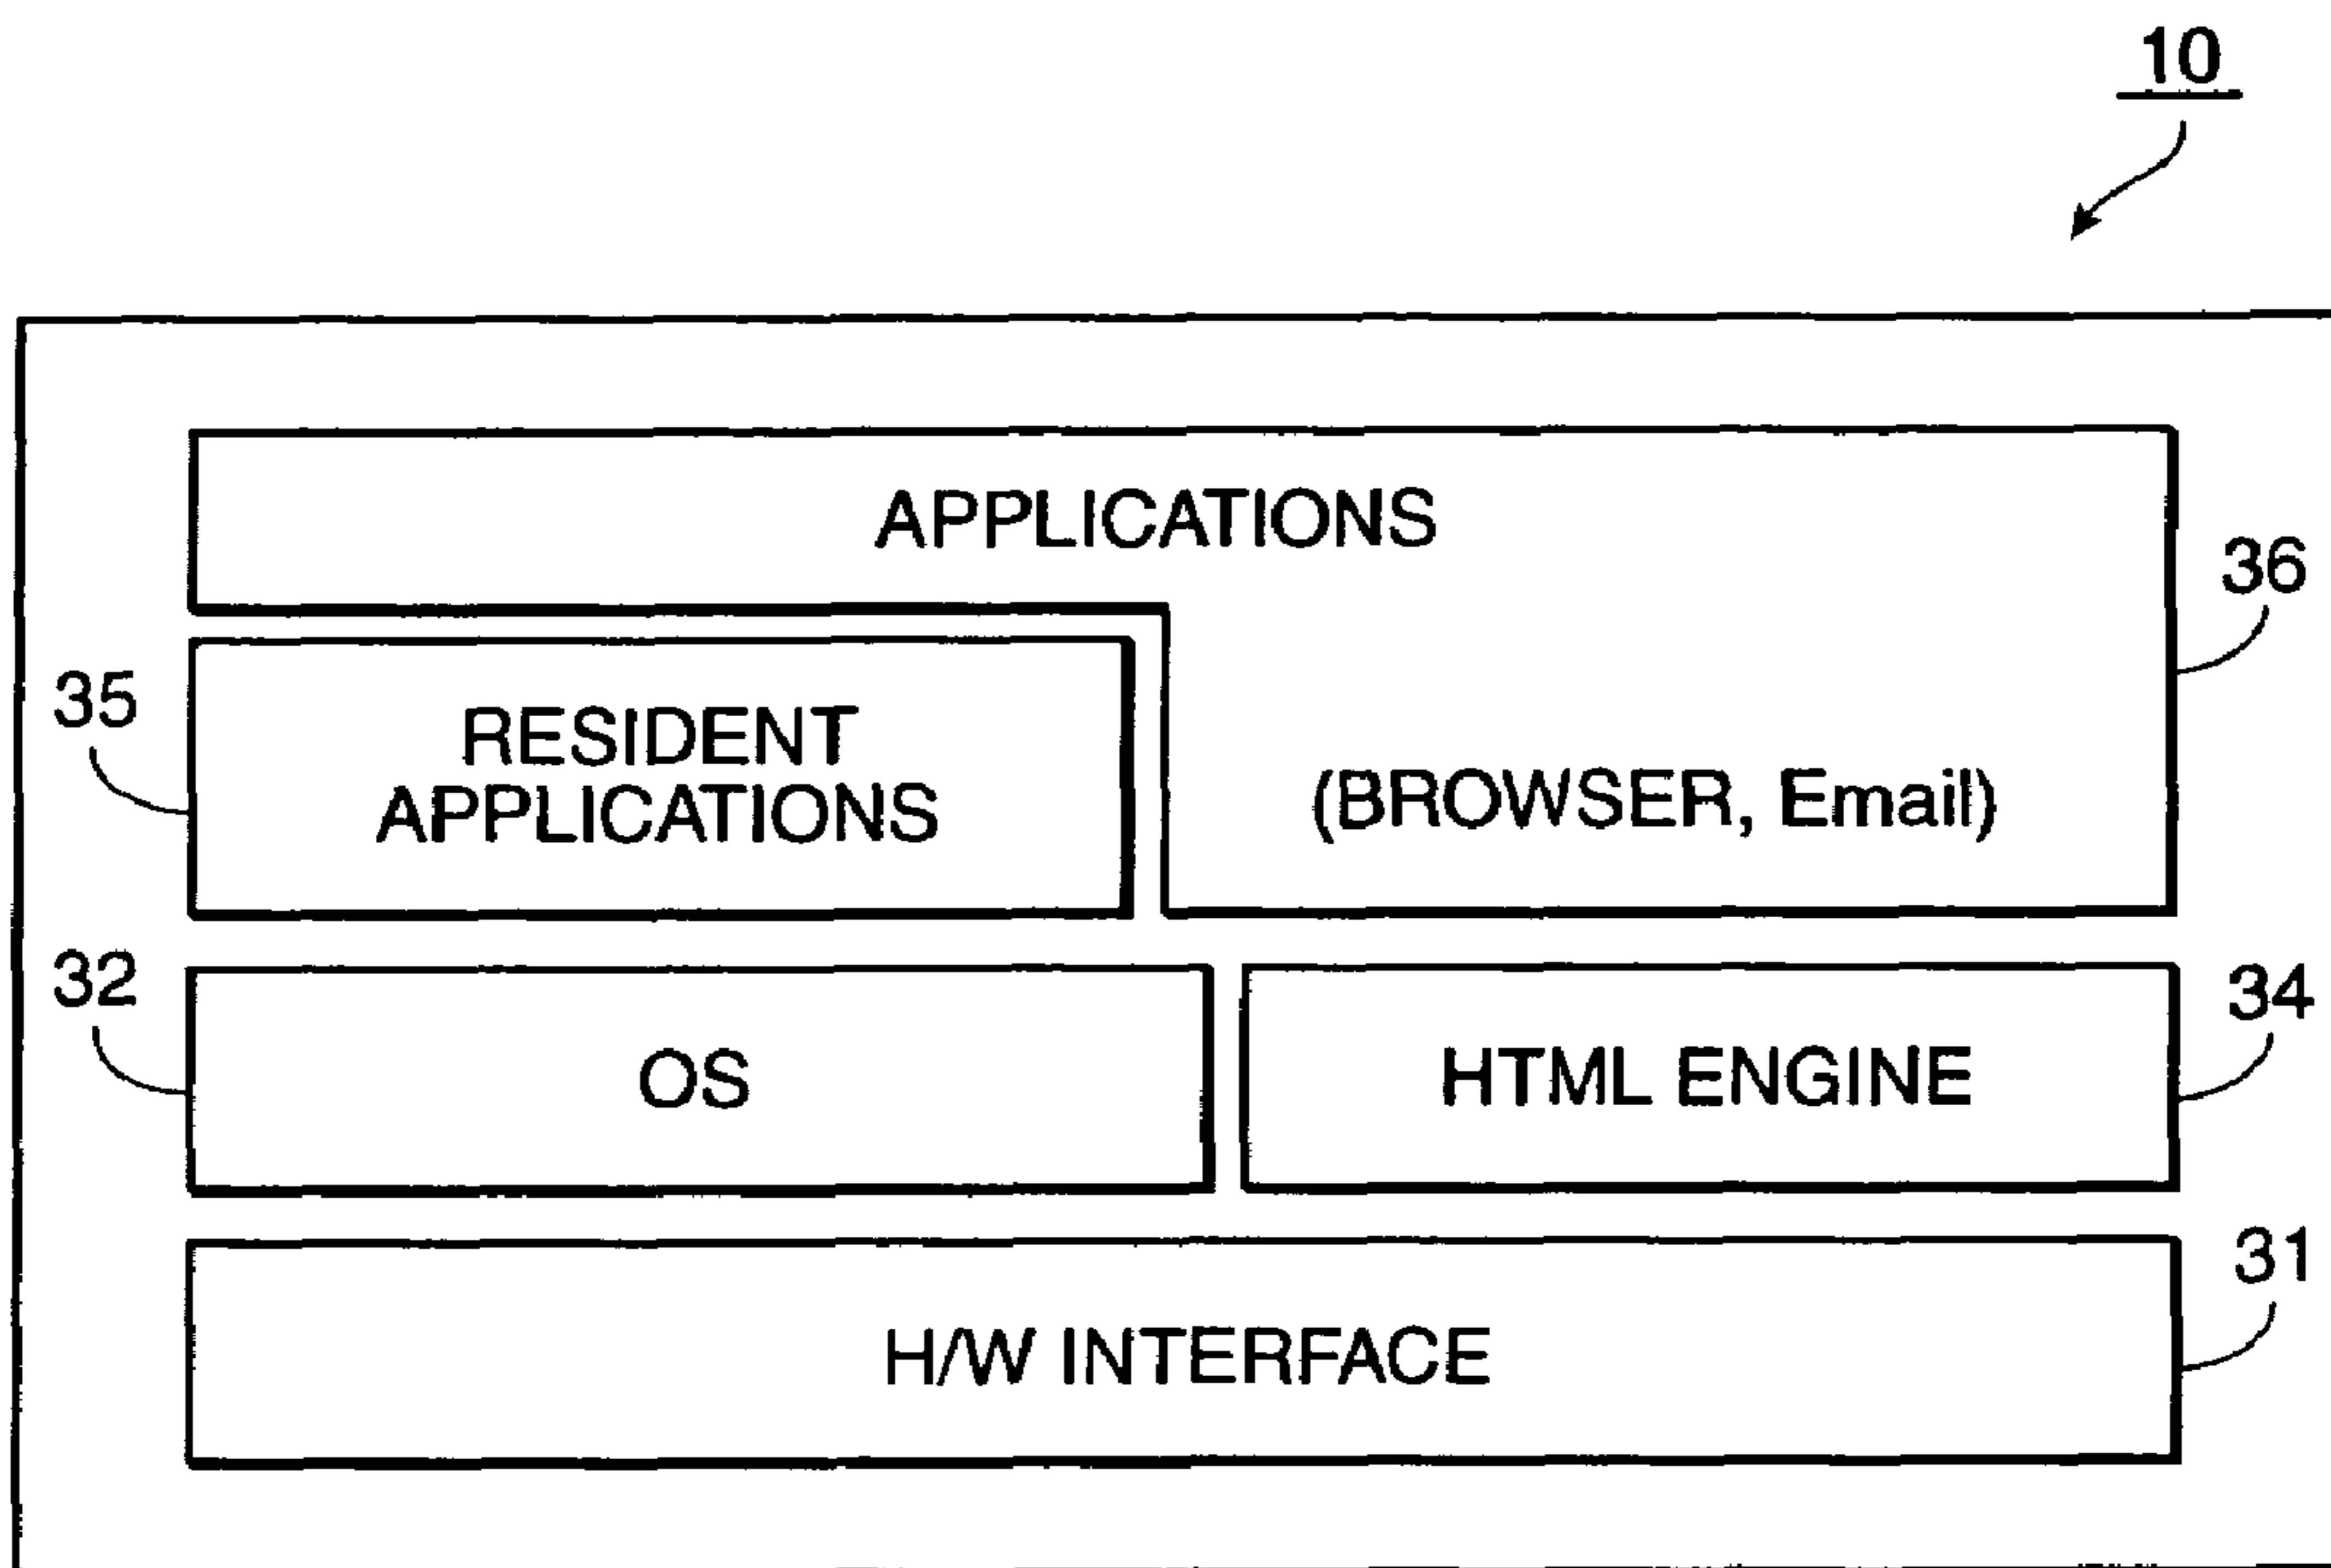 10
APPLICATIONS
36
35
RESIDENT
APPLICATIONS
(BROWSER, Email)
32
OS
HTML ENGINE
34
H/W INTERFACE
31